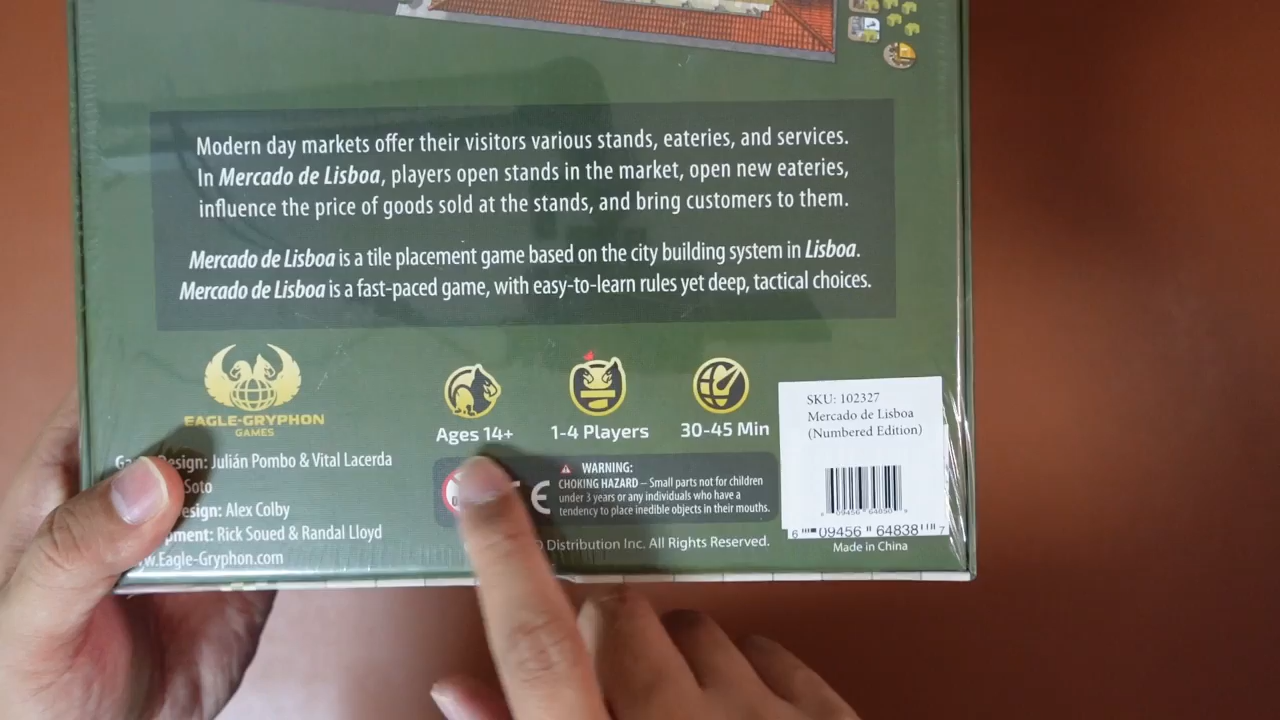 Modern day markets offer their visitors various stands, eateries, and services.
In Mercado de Lisboa, players open stands in the market, open new eateries,
influence the price of goods sold at the stands, and bring customers to them.
Mercado de Lisboa is a tile placement game based on the city building system in Lisboa.
Mercado de Lisboa is a fast-paced game, with easy-to-learn rules yet deep, tactical choices.
EAGLE-GRYPHON
GAMES
Ages 14+
1-4 Players
30-45 Min
SKU: 102327
Mercado de Lisboa
(Numbered Edition)
6 09456 64838 7
Made in China
Design: Julián Pombo & Vital Lacerda
Soto
Alex Colby
Rick Soued & Randal Lloyd
.Eagle-Gryphon.com
CE
WARNING:
CHOKING HAZARD – Small parts not for children
under 3 years or any individuals who have a
tendency to place inedible objects in their mouths.
Distribution Inc. All Rights Reserved.